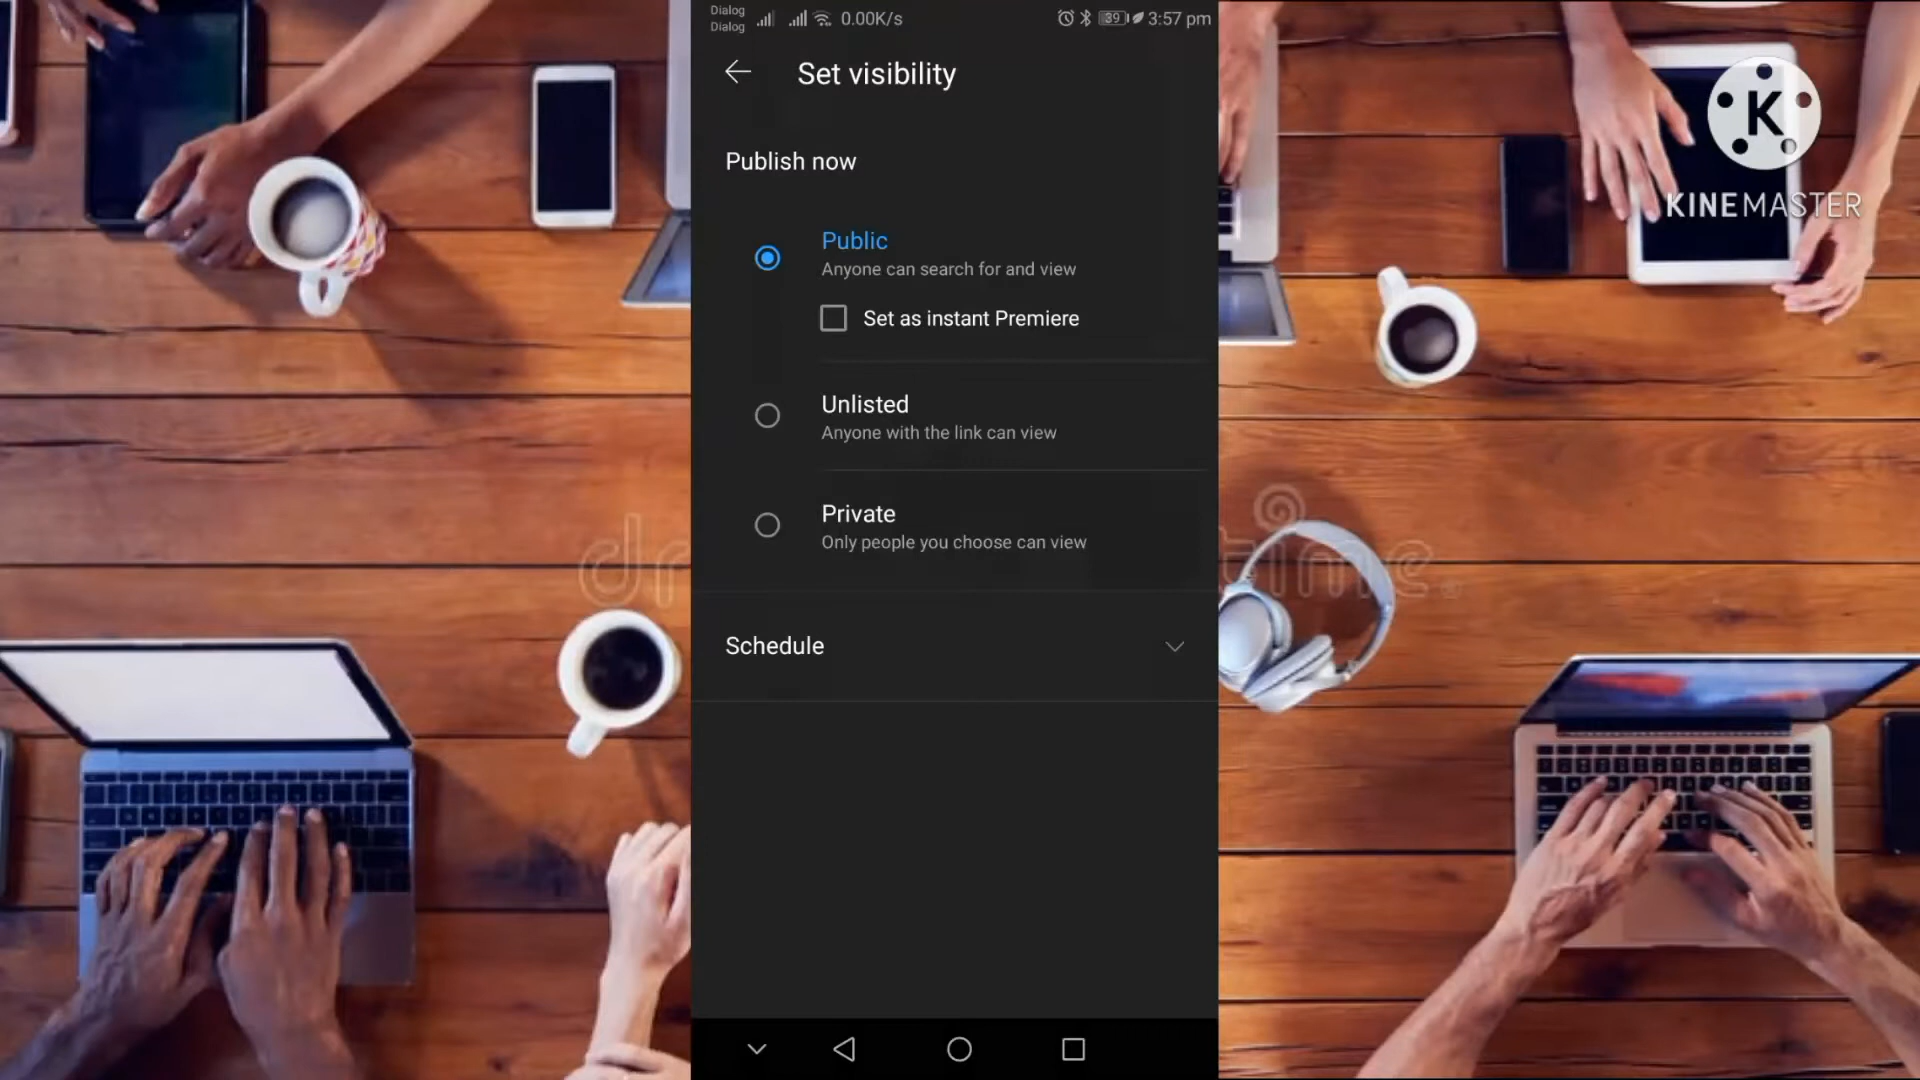 Dialog
Dialog
0.00K/s
39
3:57 pm
Set visibility
Publish now
Public
Anyone can search for and view
Set as instant Premiere
Unlisted
Anyone with the link can view
Private
Only people you choose can view
Schedule
K
KINEMASTER
dr
time.